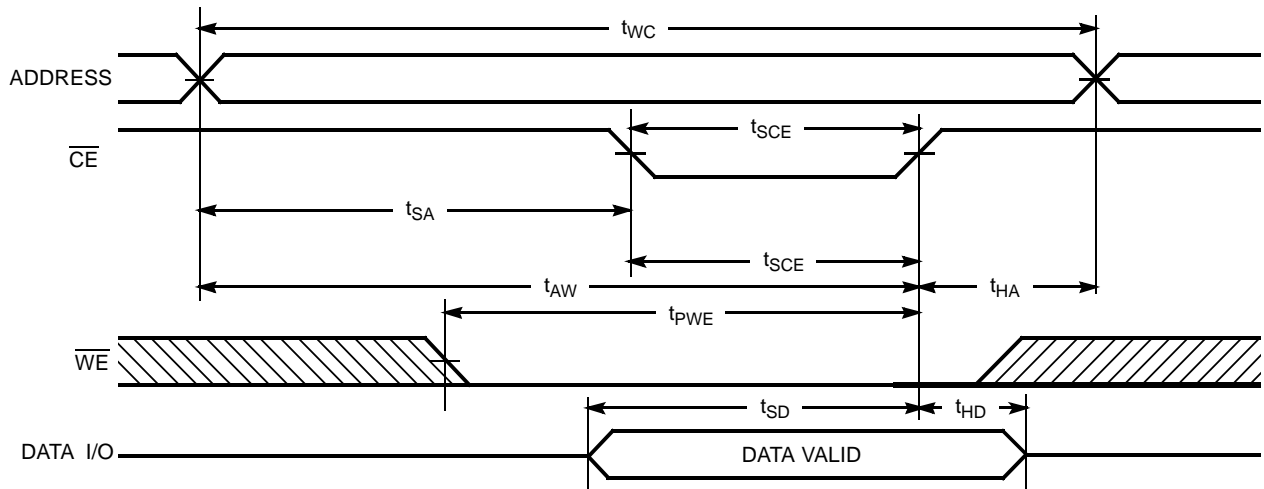 tWC
ADDRESS
tSCE
CE
tSA
tSCE
tAW
tHA
tPWE
WE
tSD
tHD
DATA I/O
DATA VALID